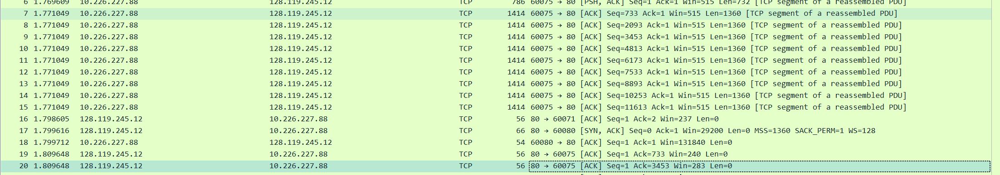 6 1.769609 10.226.227.88 128.119.245.12 TCP 786 60075 → 80 [PSH, ACK] Seq=1 Ack=1 Win=515 Len=732 [TCP segment of a reassembled PDU]
7 1.771049 10.226.227.88 128.119.245.12 TCP 1414 60075 → 80 [ACK] Seq=733 Ack=1 Win=515 Len=1360 [TCP segment of a reassembled PDU]
8 1.771049 10.226.227.88 128.119.245.12 TCP 1414 60075 → 80 [ACK] Seq=2093 Ack=1 Win=515 Len=1360 [TCP segment of a reassembled PDU]
9 1.771049 10.226.227.88 128.119.245.12 TCP 1414 60075 → 80 [ACK] Seq=3453 Ack=1 Win=515 Len=1360 [TCP segment of a reassembled PDU]
10 1.771049 10.226.227.88 128.119.245.12 TCP 1414 60075 → 80 [ACK] Seq=4813 Ack=1 Win=515 Len=1360 [TCP segment of a reassembled PDU]
11 1.771049 10.226.227.88 128.119.245.12 TCP 1414 60075 → 80 [ACK] Seq=6173 Ack=1 Win=515 Len=1360 [TCP segment of a reassembled PDU]
12 1.771049 10.226.227.88 128.119.245.12 TCP 1414 60075 → 80 [ACK] Seq=7533 Ack=1 Win=515 Len=1360 [TCP segment of a reassembled PDU]
13 1.771049 10.226.227.88 128.119.245.12 TCP 1414 60075 → 80 [ACK] Seq=8893 Ack=1 Win=515 Len=1360 [TCP segment of a reassembled PDU]
14 1.771049 10.226.227.88 128.119.245.12 TCP 1414 60075 → 80 [ACK] Seq=10253 Ack=1 Win=515 Len=1360 [TCP segment of a reassembled PDU]
15 1.771049 10.226.227.88 128.119.245.12 TCP 1414 60075 → 80 [ACK] Seq=11613 Ack=1 Win=515 Len=1360 [TCP segment of a reassembled PDU]
16 1.798605 128.119.245.12 10.226.227.88 TCP 56 80 → 60071 [ACK] Seq=1 Ack=2 Win=237 Len=0
17 1.799616 128.119.245.12 10.226.227.88 TCP 66 80 → 60080 [SYN, ACK] Seq=0 Ack=1 Win=29200 Len=0 MSS=1360 SACK_PERM=1 WS=128
18 1.799712 10.226.227.88 128.119.245.12 TCP 54 60080 → 80 [ACK] Seq=1 Ack=1 Win=131840 Len=0
19 1.809648 128.119.245.12 10.226.227.88 TCP 56 80 → 60075 [ACK] Seq=1 Ack=733 Win=240 Len=0
20 1.809648 128.119.245.12 10.226.227.88 TCP 56 80 → 60075 [ACK] Seq=1 Ack=3453 Win=283 Len=0